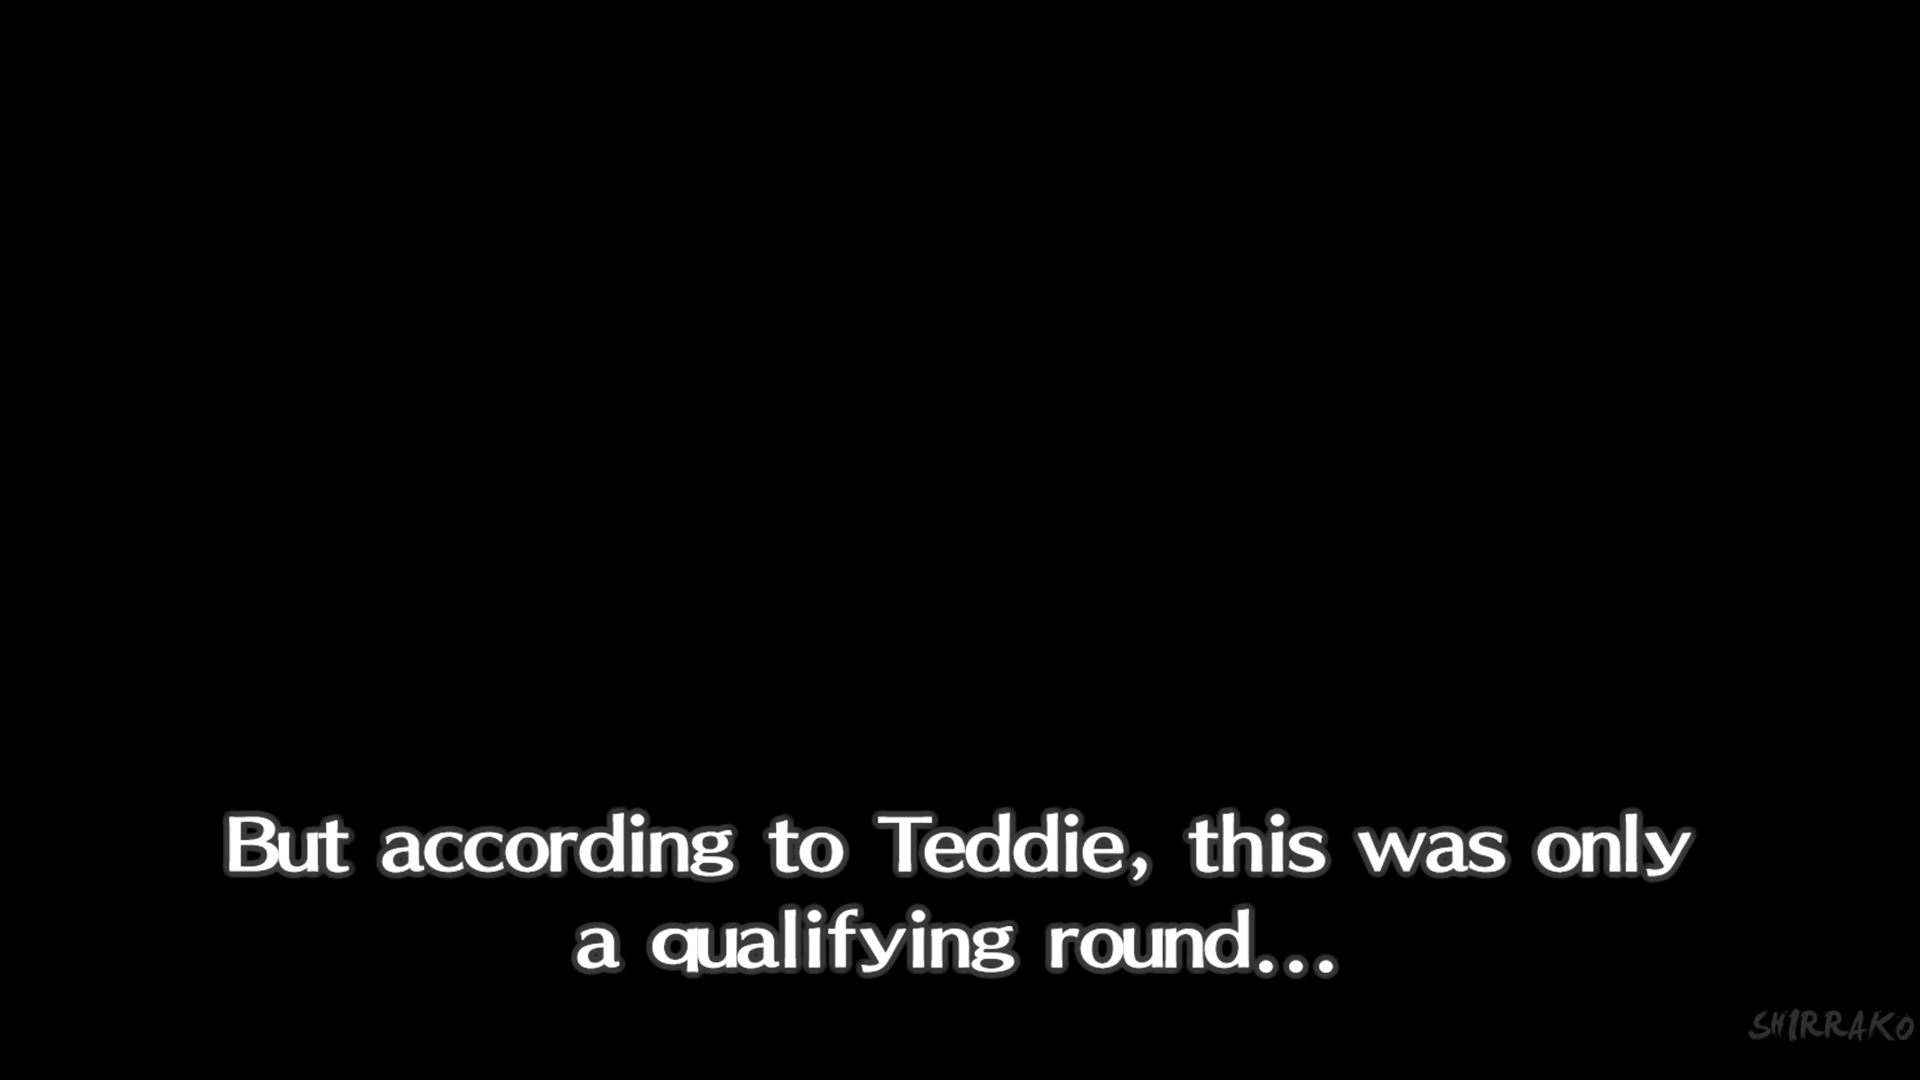 But according to Teddie, this was only
a qualifying round...
SHIRRAKO